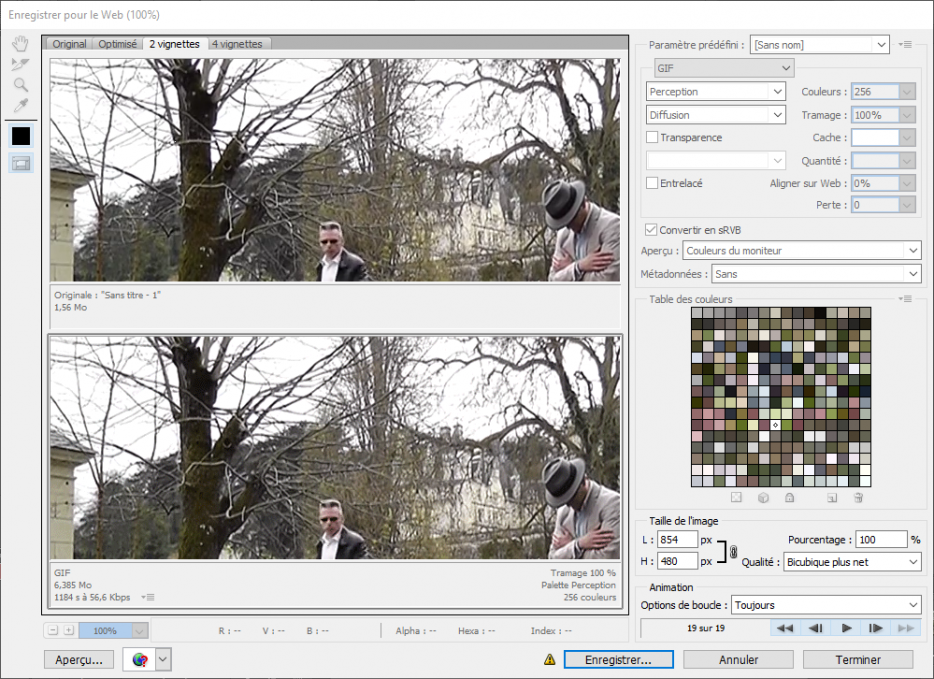 Enregistrer pour le Web (100%)
Original Optimisé 2 vignettes 4 vignettes
Originale : "Sans titre - 1"
1,56 Mo
GIF
6,385 Mo
1184 s à 56,6 Kbps
Tramage 100 %
Palette Perception
256 couleurs
100% R : -- V : -- B : -- Alpha : -- Hexa : -- Index : --
Aperçu...
Paramètre prédéfini : [Sans nom]
GIF
Perception Couleurs : 256
Diffusion Tramage : 100%
Transparence Cache :
Quantité :
Entrelacé Aligner sur Web : 0%
Perte : 0
Convertir en sRVB
Aperçu : Couleurs du moniteur
Métadonnées : Sans
Table des couleurs
Taille de l'image
L : 854 px Pourcentage : 100 %
H : 480 px Qualité : Bicubique plus net
Animation
Options de boucle : Toujours
19 sur 19
Enregistrer... Annuler Terminer